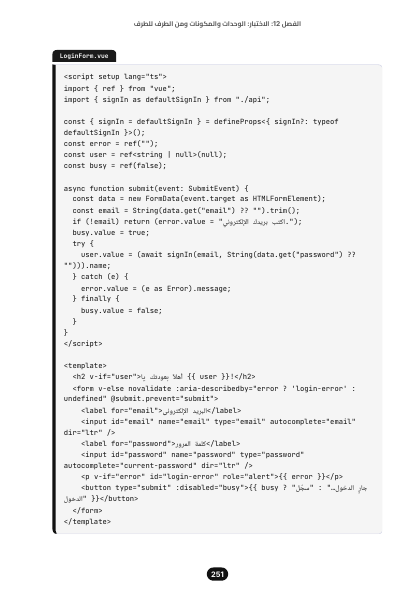 الفصل 12: الاختبار: الوحدات والمكونات ومن الطرف للطرف
LoginForm.vue
<script setup lang="ts">
import { ref } from "vue";
import { signIn as defaultSignIn } from "./api";

const { signIn = defaultSignIn } = defineProps<{ signIn?: typeof
defaultSignIn }>();
const error = ref("");
const user = ref<string | null>(null);
const busy = ref(false);

async function submit(event: SubmitEvent) {
  const data = new FormData(event.target as HTMLFormElement);
  const email = String(data.get("email") ?? "").trim();
  if (!email) return (error.value = "اكتب بريدك الإلكتروني.");
  busy.value = true;
  try {
    user.value = (await signIn(email, String(data.get("password") ??
""))).name;
  } catch (e) {
    error.value = (e as Error).message;
  } finally {
    busy.value = false;
  }
}
</script>

<template>
  <h2 v-if="user">أهلا بعودتك يا {{ user }}!</h2>
  <form v-else novalidate :aria-describedby="error ? 'login-error' :
undefined" @submit.prevent="submit">
    <label for="email">البريد الإلكتروني</label>
    <input id="email" name="email" type="email" autocomplete="email"
dir="ltr" />
    <label for="password">كلمة المرور</label>
    <input id="password" name="password" type="password"
autocomplete="current-password" dir="ltr" />
    <p v-if="error" id="login-error" role="alert">{{ error }}</p>
    <button type="submit" :disabled="busy">{{ busy ? "جارٍ الدخول…" : "سجّل
الدخول" }}</button>
  </form>
</template>
251